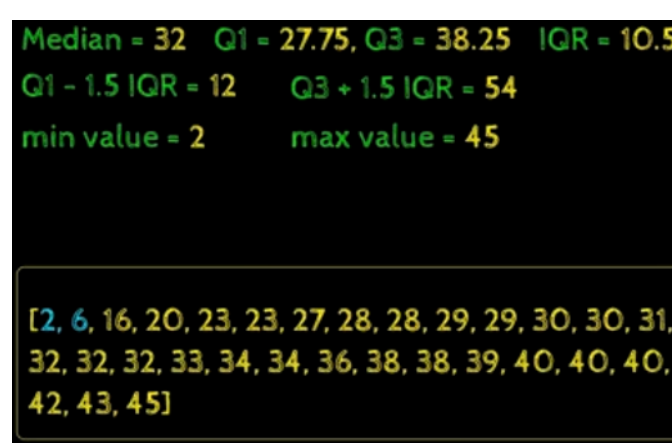 Median = 32 Q1 = 27.75, Q3 = 38.25 IQR = 10.5
Q1 - 1.5 IQR = 12 Q3 + 1.5 IQR = 54
min value = 2 max value = 45
[2, 6, 16, 20, 23, 23, 27, 28, 28, 29, 29, 30, 30, 31,
32, 32, 32, 33, 34, 34, 36, 38, 38, 39, 40, 40, 40,
42, 43, 45]